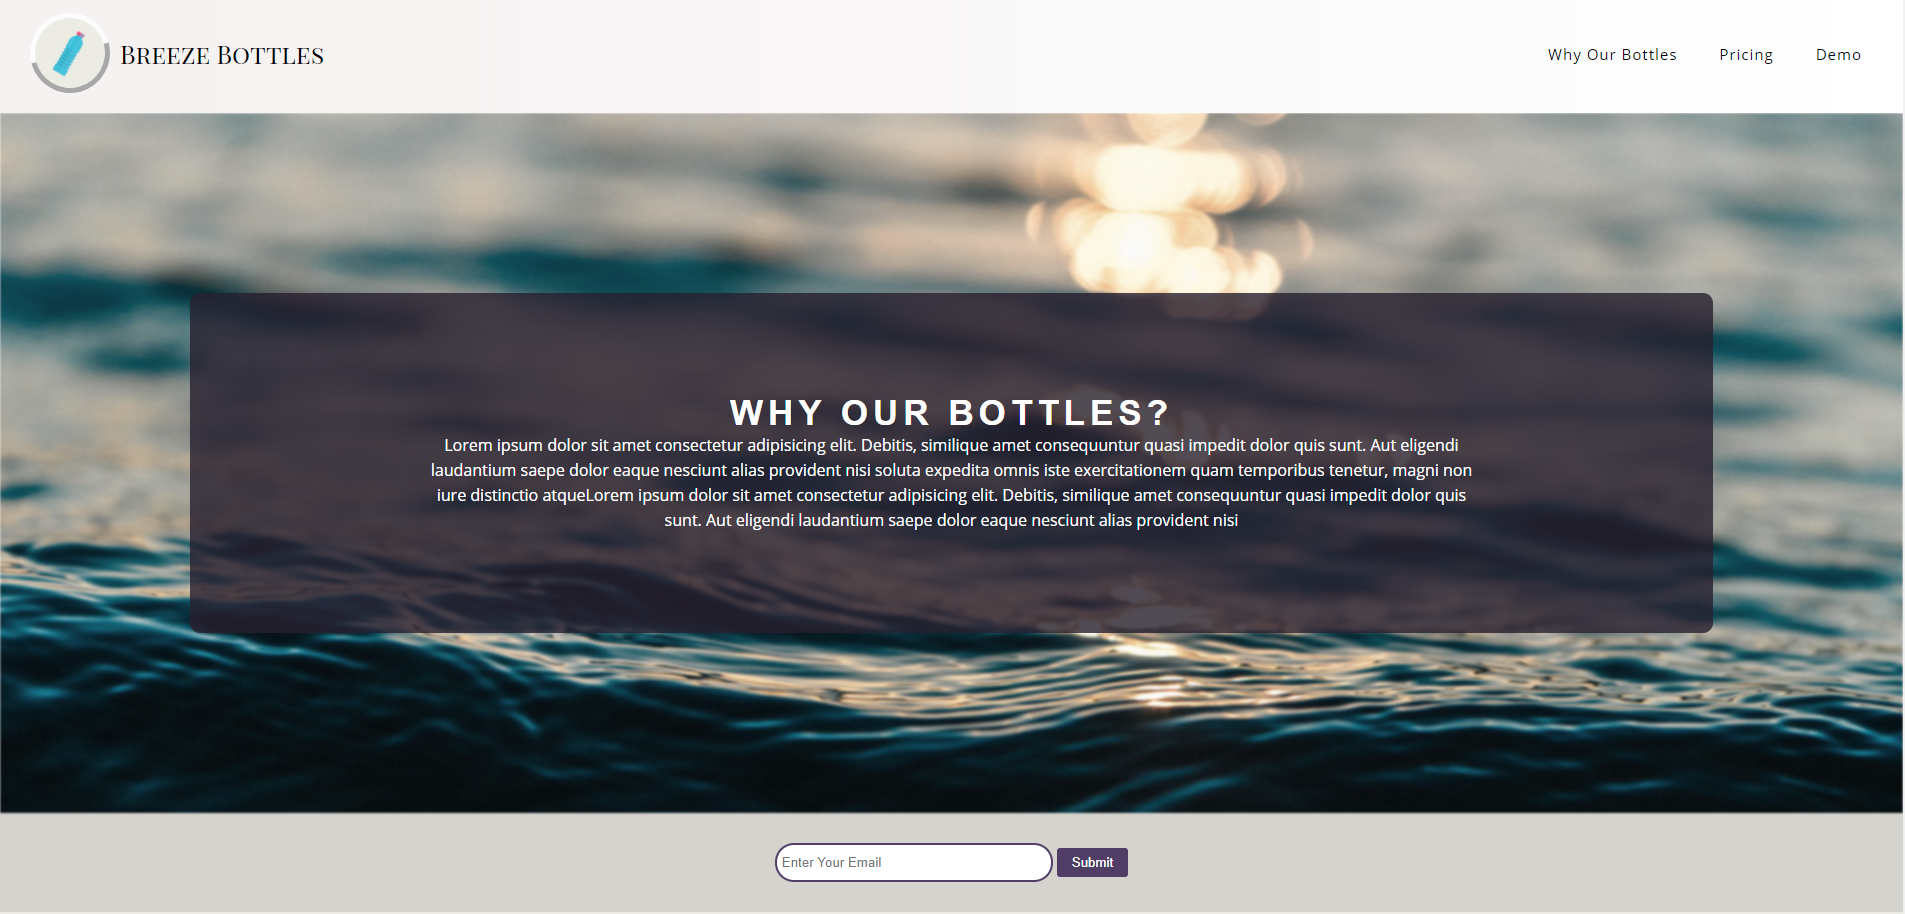 Breeze Bottles
Why Our Bottles
Pricing
Demo
WHY OUR BOTTLES?
Lorem ipsum dolor sit amet consectetur adipisicing elit. Debitis, similique amet consequuntur quasi impedit dolor quis sunt. Aut eligendi
laudantium saepe dolor eaque nesciunt alias provident nisi soluta expedita omnis iste exercitationem quam temporibus tenetur, magni non
iure distinctio atqueLorem ipsum dolor sit amet consectetur adipisicing elit. Debitis, similique amet consequuntur quasi impedit dolor quis
sunt. Aut eligendi laudantium saepe dolor eaque nesciunt alias provident nisi
Enter Your Email
Submit